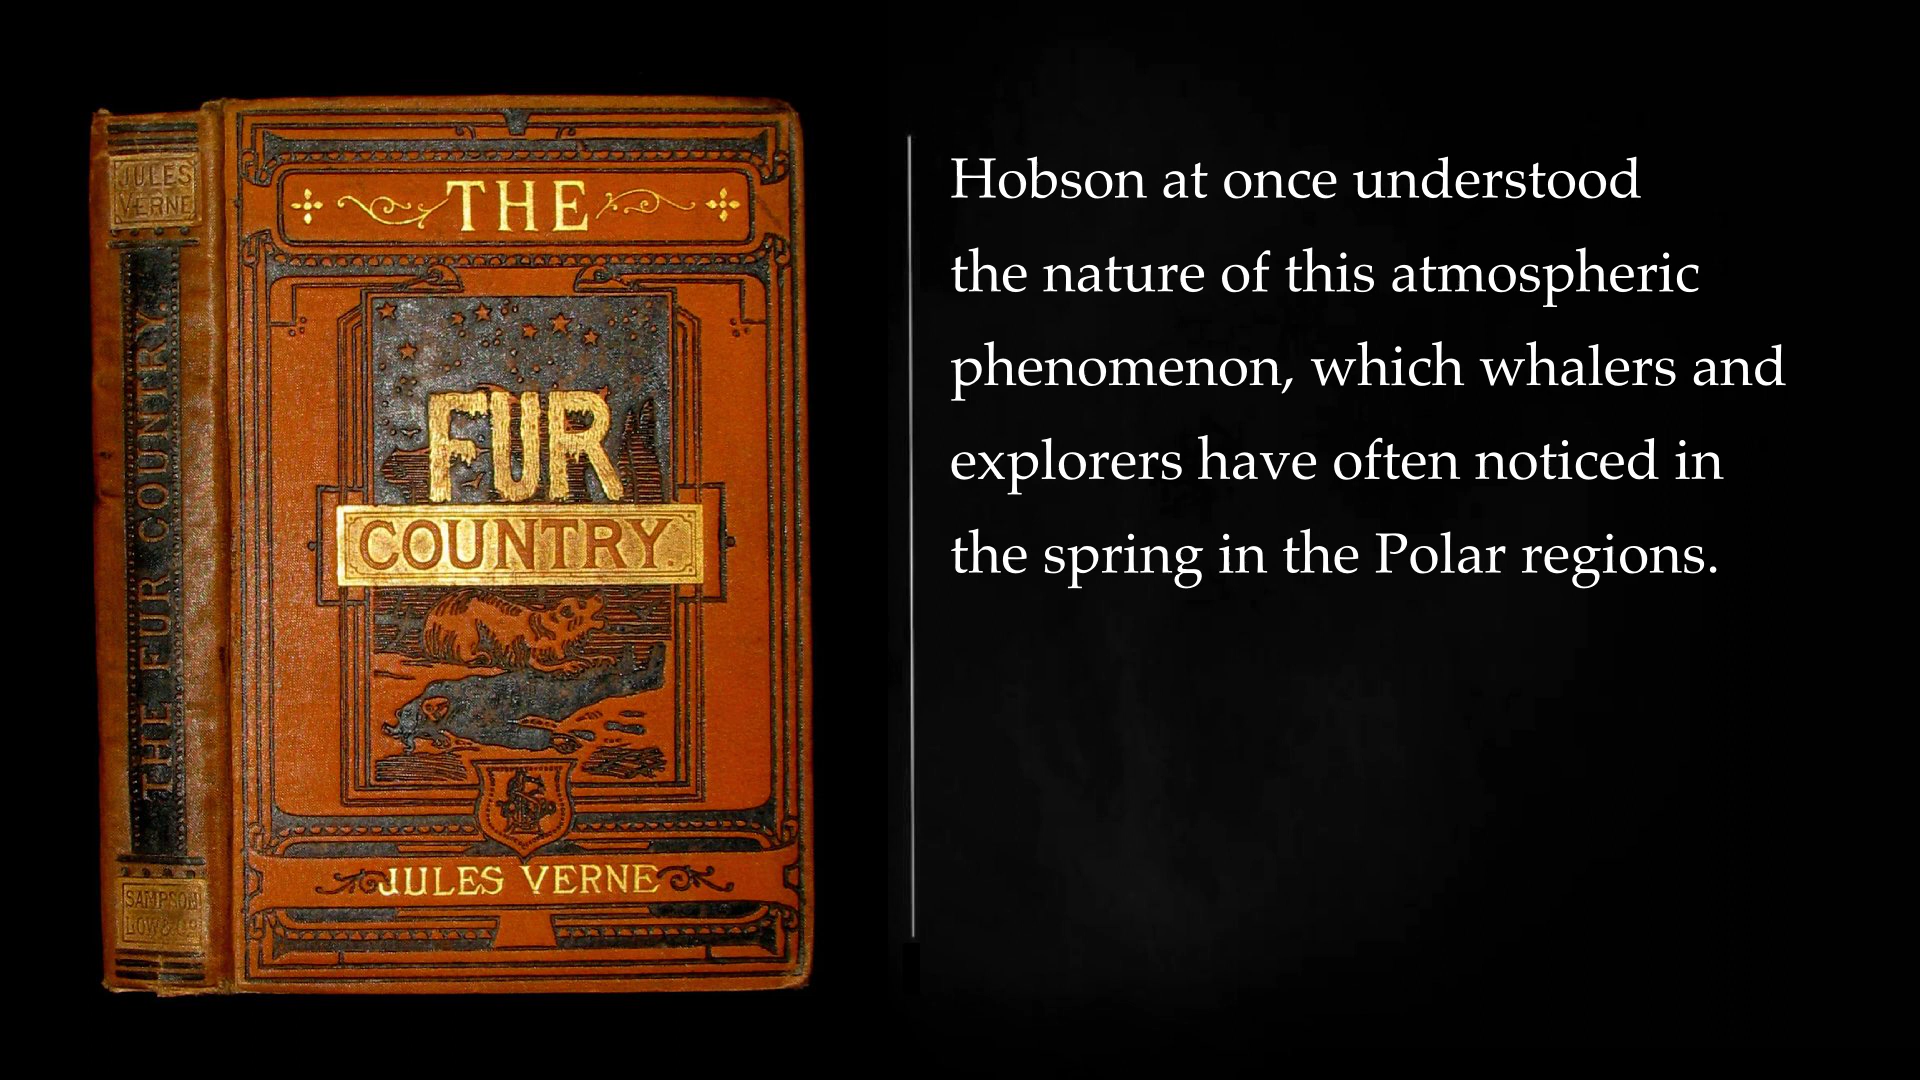 JULES
VERNE
THE FUR COUNTRY.
SAMPSON
LOW & Co
THE
FUR
COUNTRY.
JULES VERNE
Hobson at once understood
the nature of this atmospheric
phenomenon, which whalers and
explorers have often noticed in
the spring in the Polar regions.